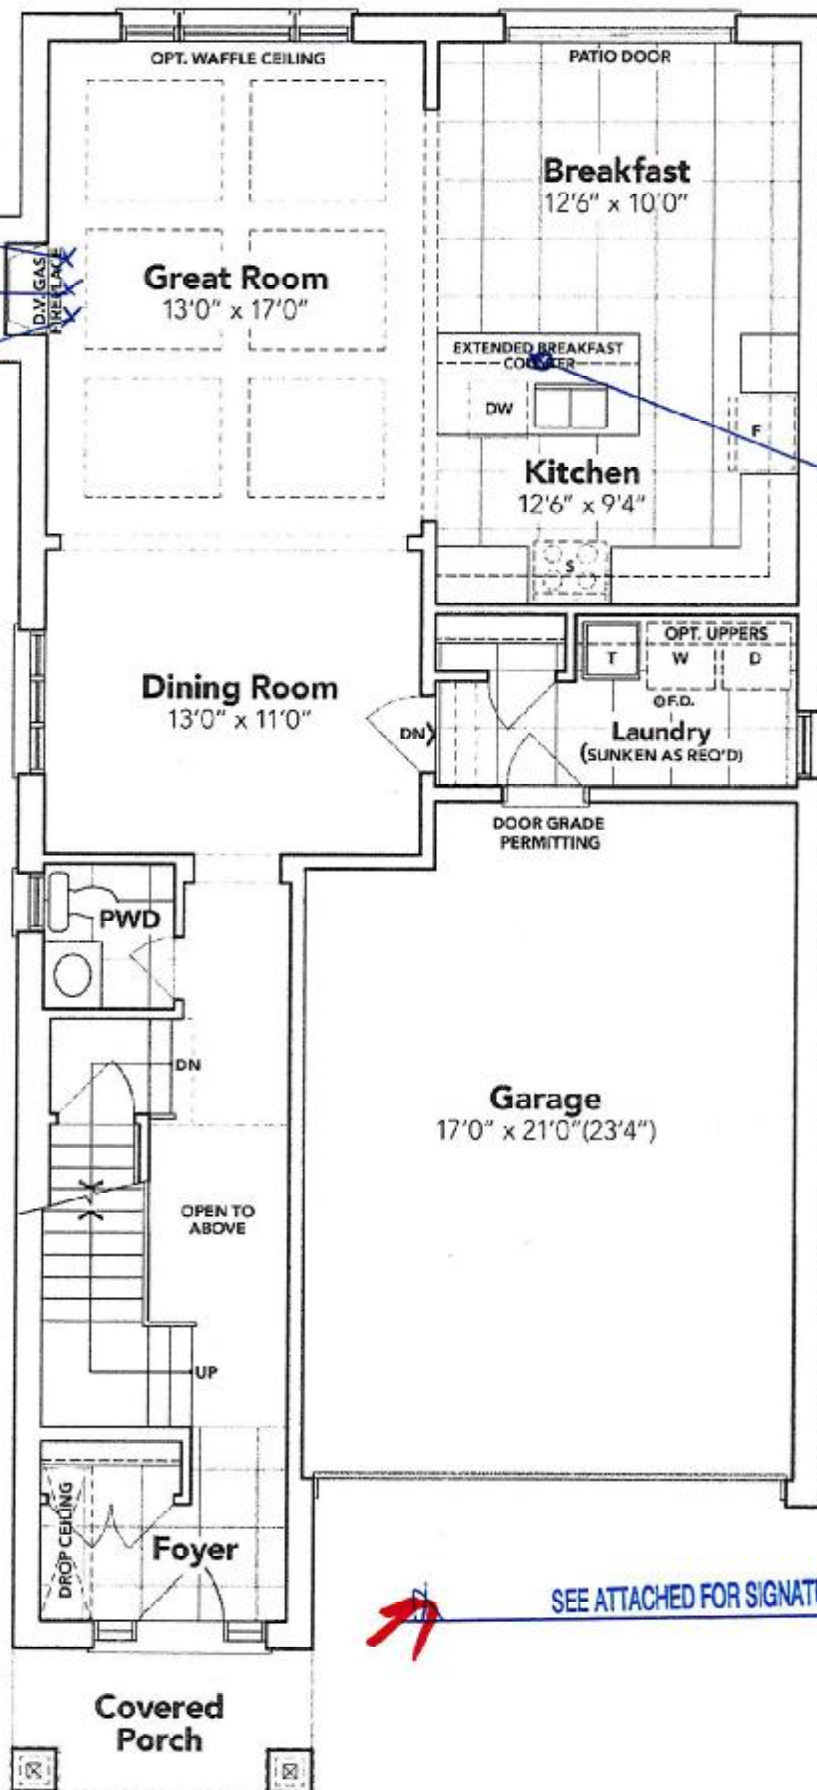 OPT. WAFFLE CEILING
PATIO DOOR
Breakfast
12'6" x 10'0"
Great Room
13'0" x 17'0"
D.V. GAS
FIREPLACE
EXTENDED BREAKFAST
COUNTER
DW
F
Kitchen
12'6" x 9'4"
S
OPT. UPPERS
T
W
D
F.D.
Dining Room
13'0" x 11'0"
DN
Laundry
(SUNKEN AS REQ'D)
DOOR GRADE
PERMITTING
PWD
DN
Garage
17'0" x 21'0"(23'4")
OPEN TO
ABOVE
UP
DROP CEILING
Foyer
SEE ATTACHED FOR SIGNATU
Covered
Porch